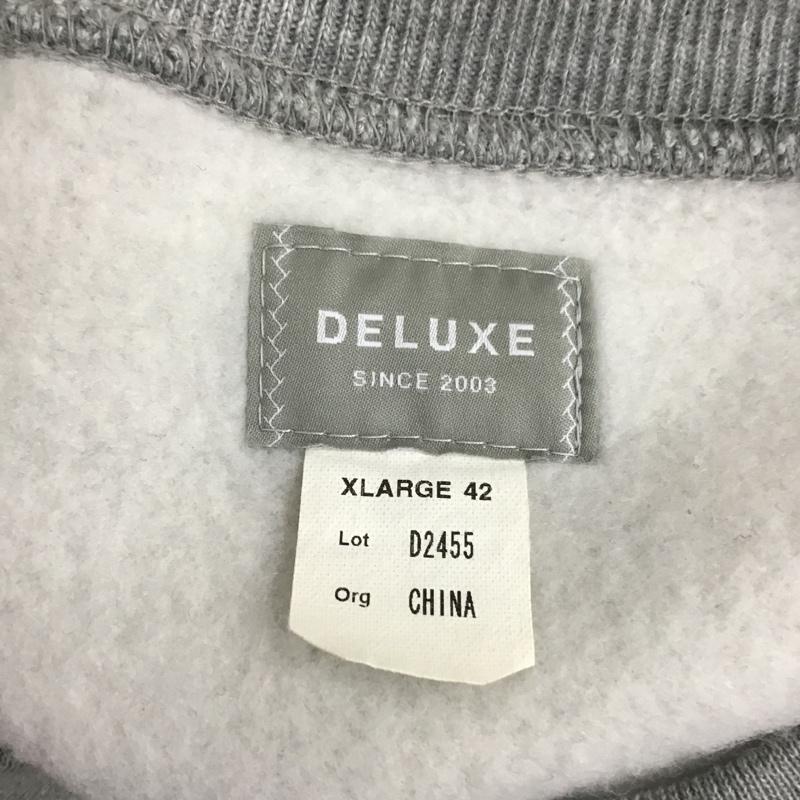 DELUXE
SINCE 2003
XLARGE 42
Lot D2455
Org CHINA